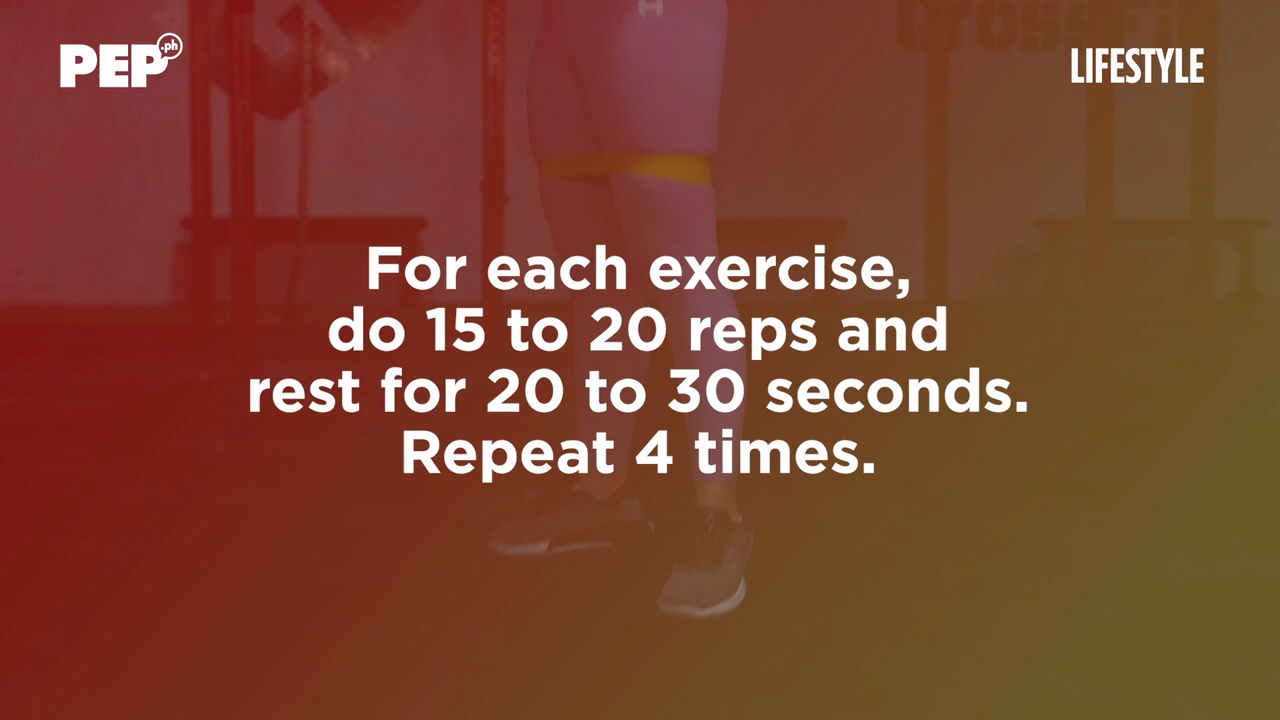 PEP.ph
LIFESTYLE
CrossFit
For each exercise,
do 15 to 20 reps and
rest for 20 to 30 seconds.
Repeat 4 times.